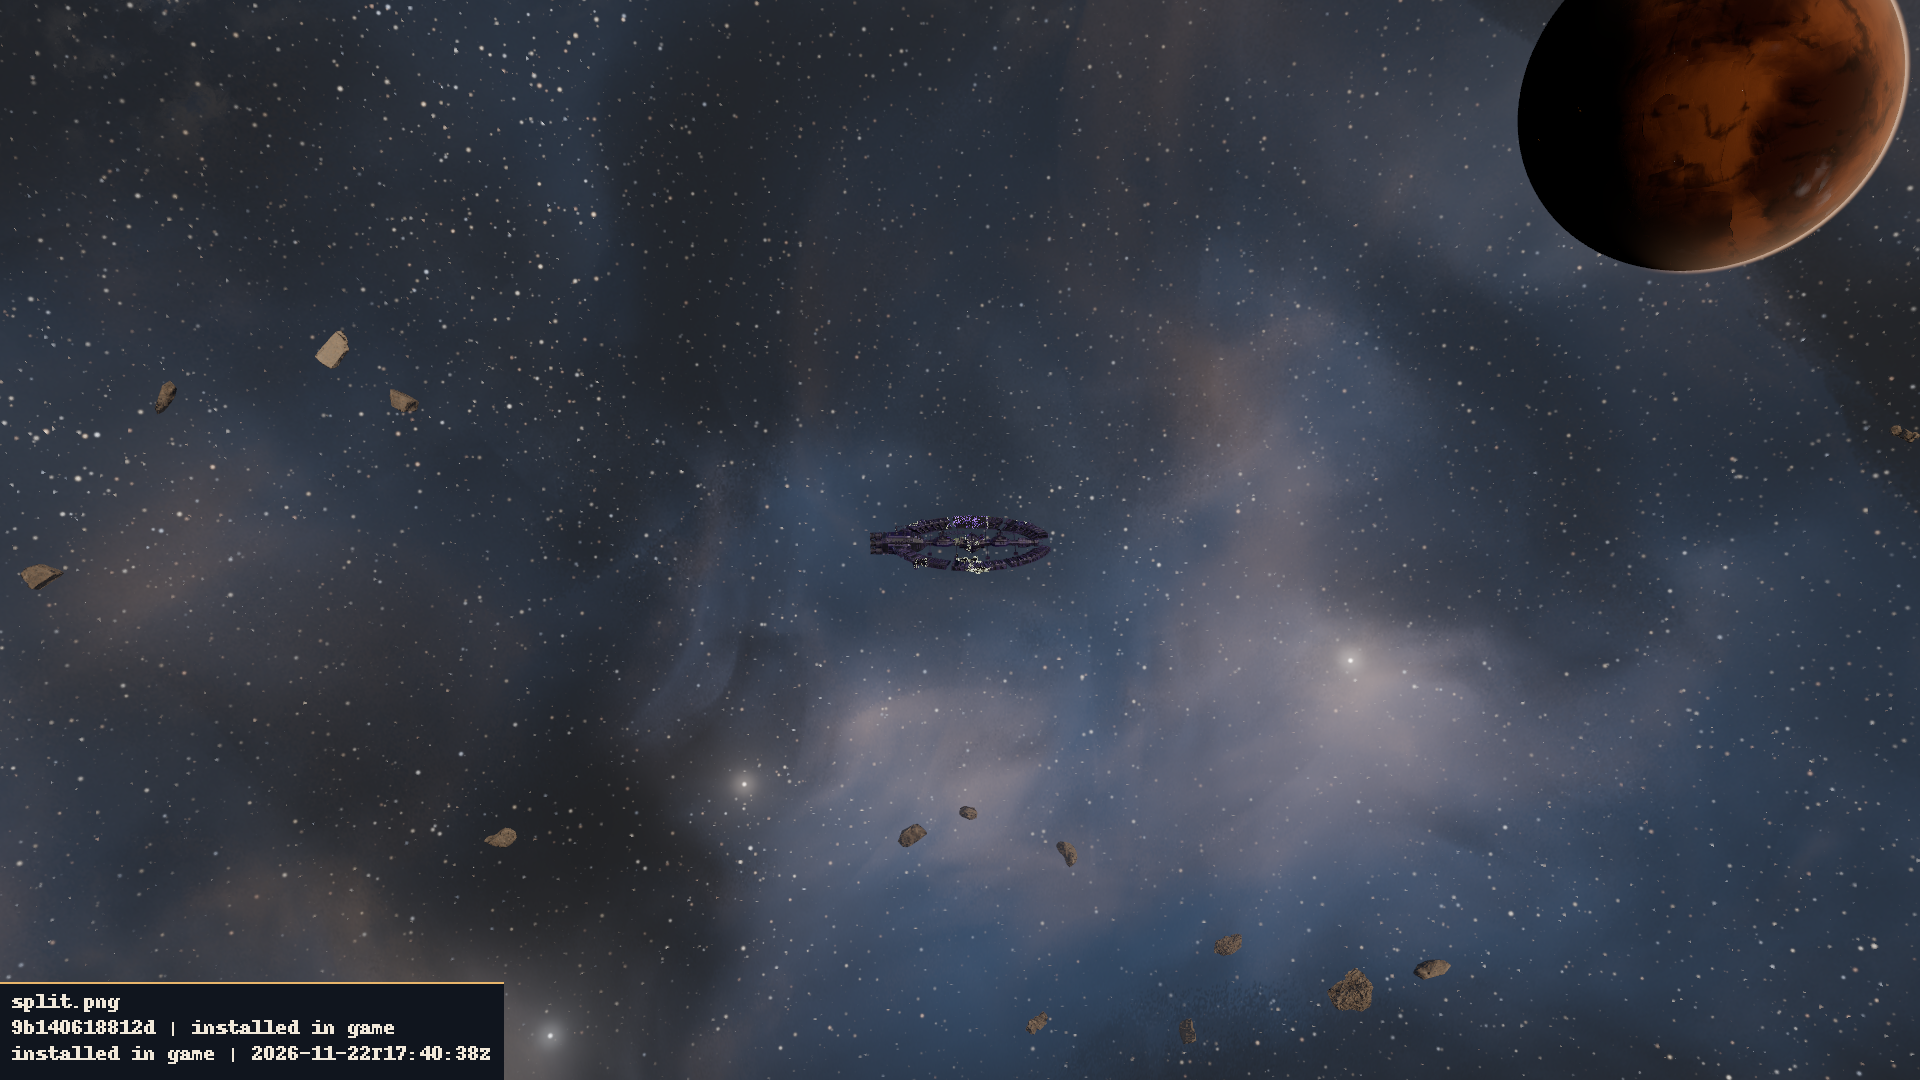 split.png
9b140618812d | installed in game
installed in game | 2026-11-22T17:40:38Z